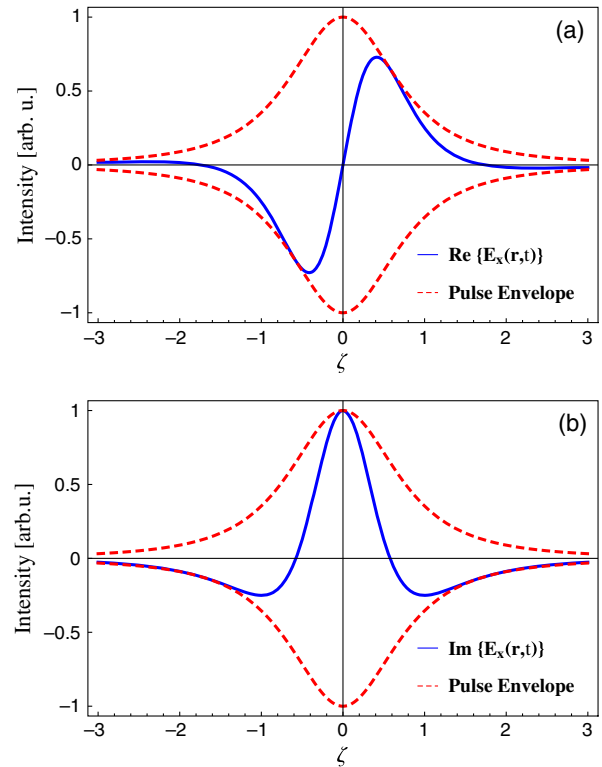 (a)
1
0.5
0
−0.5
−1
Intensity [arb. u.]
Re {E_x(r,t)}
Pulse Envelope
−3 −2 −1 0 1 2 3
ζ
(b)
1
0.5
0
−0.5
−1
Intensity [arb.u.]
Im {E_x(r,t)}
Pulse Envelope
−3 −2 −1 0 1 2 3
ζ